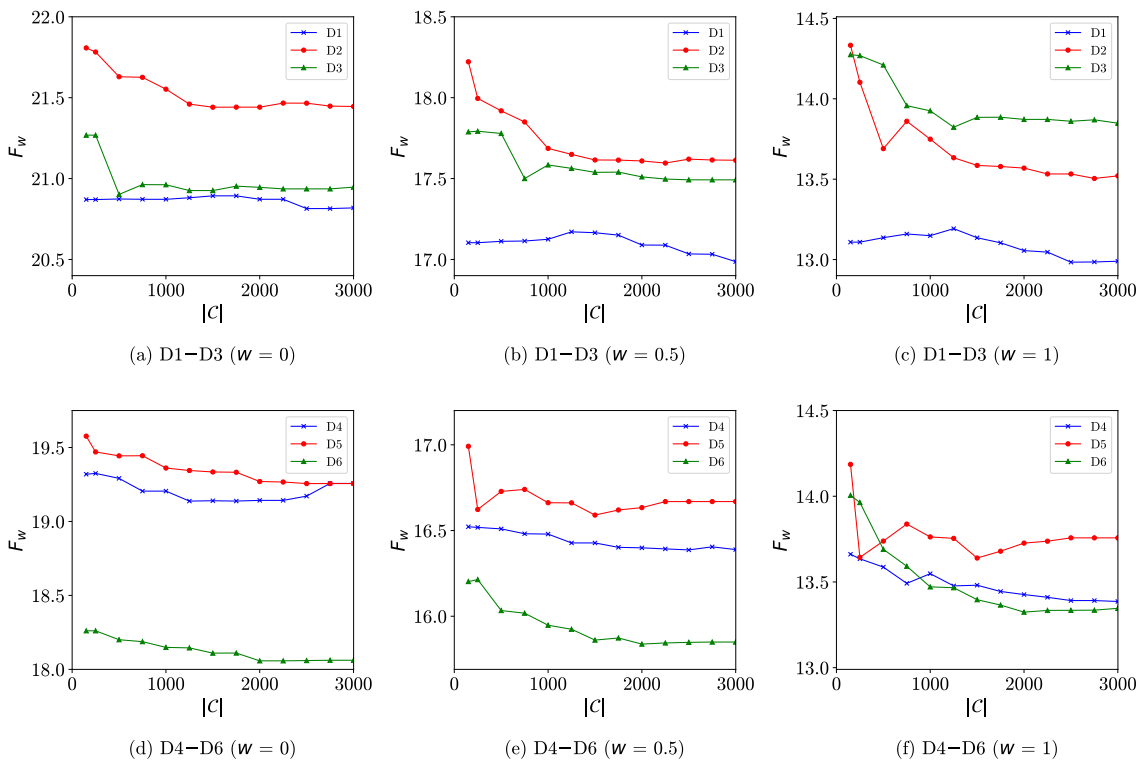 22.0
21.5
21.0
20.5
F_w
0 1000 2000 3000
|C|
D1
D2
D3
(a) D1−D3 (w = 0)
18.5
18.0
17.5
17.0
F_w
0 1000 2000 3000
|C|
D1
D2
D3
(b) D1−D3 (w = 0.5)
14.5
14.0
13.5
13.0
F_w
0 1000 2000 3000
|C|
D1
D2
D3
(c) D1−D3 (w = 1)
19.5
19.0
18.5
18.0
F_w
0 1000 2000 3000
|C|
D4
D5
D6
(d) D4−D6 (w = 0)
17.0
16.5
16.0
F_w
0 1000 2000 3000
|C|
D4
D5
D6
(e) D4−D6 (w = 0.5)
14.5
14.0
13.5
13.0
F_w
0 1000 2000 3000
|C|
D4
D5
D6
(f) D4−D6 (w = 1)